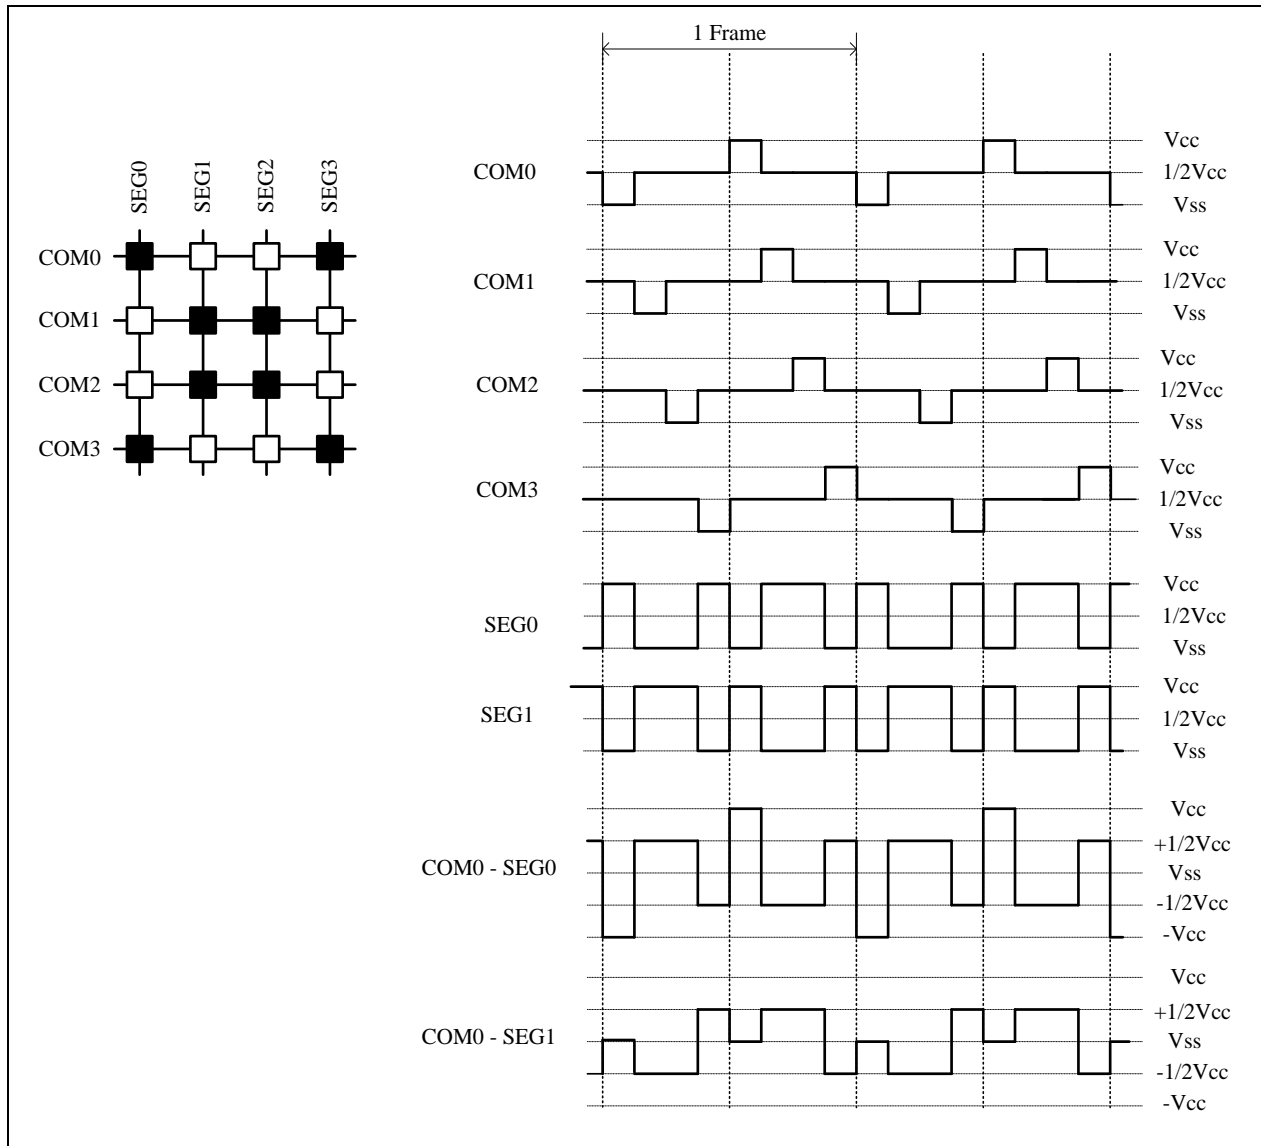 1 Frame
SEG0
SEG1
SEG2
SEG3
COM0
COM1
COM2
COM3
COM0
Vcc
1/2Vcc
Vss
COM1
Vcc
1/2Vcc
Vss
COM2
Vcc
1/2Vcc
Vss
COM3
Vcc
1/2Vcc
Vss
SEG0
Vcc
1/2Vcc
Vss
SEG1
Vcc
1/2Vcc
Vss
COM0 - SEG0
Vcc
+1/2Vcc
Vss
-1/2Vcc
-Vcc
COM0 - SEG1
Vcc
+1/2Vcc
Vss
-1/2Vcc
-Vcc